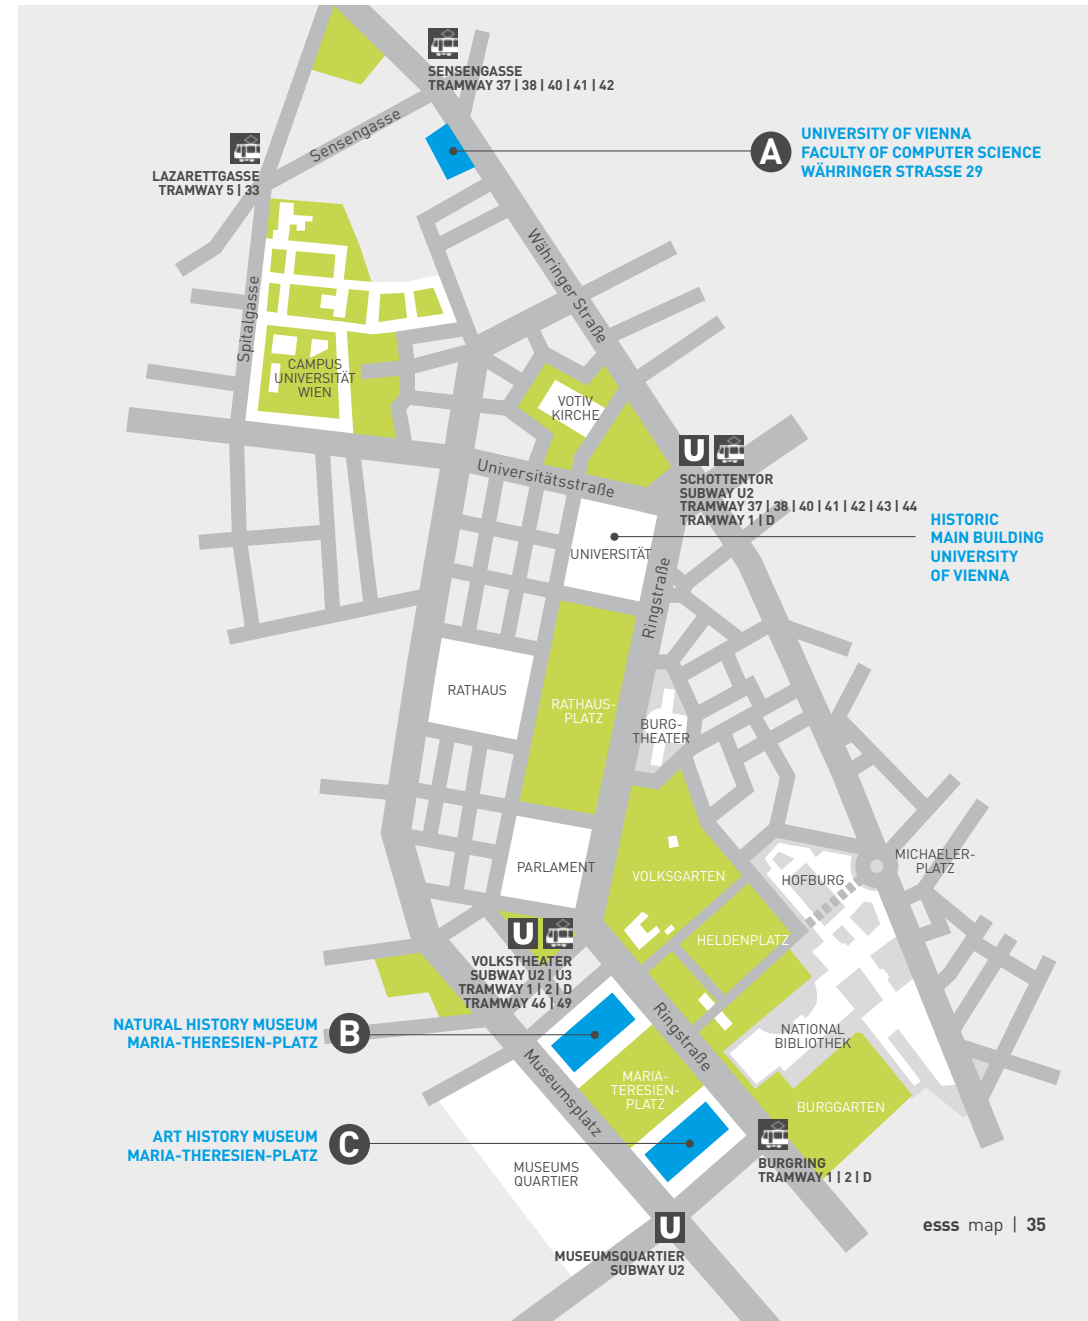 SENSENGASSE
TRAMWAY 37 | 38 | 40 | 41 | 42
Sensengasse
A
UNIVERSITY OF VIENNA
FACULTY OF COMPUTER SCIENCE
WÄHRINGER STRASSE 29
LAZARETTGASSE
TRAMWAY 5 | 33
Währinger Straße
Spitalgasse
CAMPUS
UNIVERSITÄT
WIEN
VOTIV
KIRCHE
U
SCHOTTENTOR
SUBWAY U2
TRAMWAY 37 | 38 | 40 | 41 | 42 | 43 | 44
TRAMWAY 1 | D
Universitätsstraße
HISTORIC
MAIN BUILDING
UNIVERSITY
OF VIENNA
UNIVERSITÄT
Ringstraße
RATHAUS
RATHAUS-
PLATZ
BURG-
THEATER
PARLAMENT
VOLKSGARTEN
HOFBURG
MICHAELER-
PLATZ
HELDENPLATZ
U
VOLKSTHEATER
SUBWAY U2 | U3
TRAMWAY 1 | 2 | D
TRAMWAY 46 | 49
NATURAL HISTORY MUSEUM
MARIA-THERESIEN-PLATZ
B
Ringstraße
NATIONAL
BIBLIOTHEK
Museumsplatz
MARIA-
TERESIEN-
PLATZ
BURGGARTEN
ART HISTORY MUSEUM
MARIA-THERESIEN-PLATZ
C
MUSEUMS
QUARTIER
BURGRING
TRAMWAY 1 | 2 | D
U
MUSEUMSQUARTIER
SUBWAY U2
esss map | 35